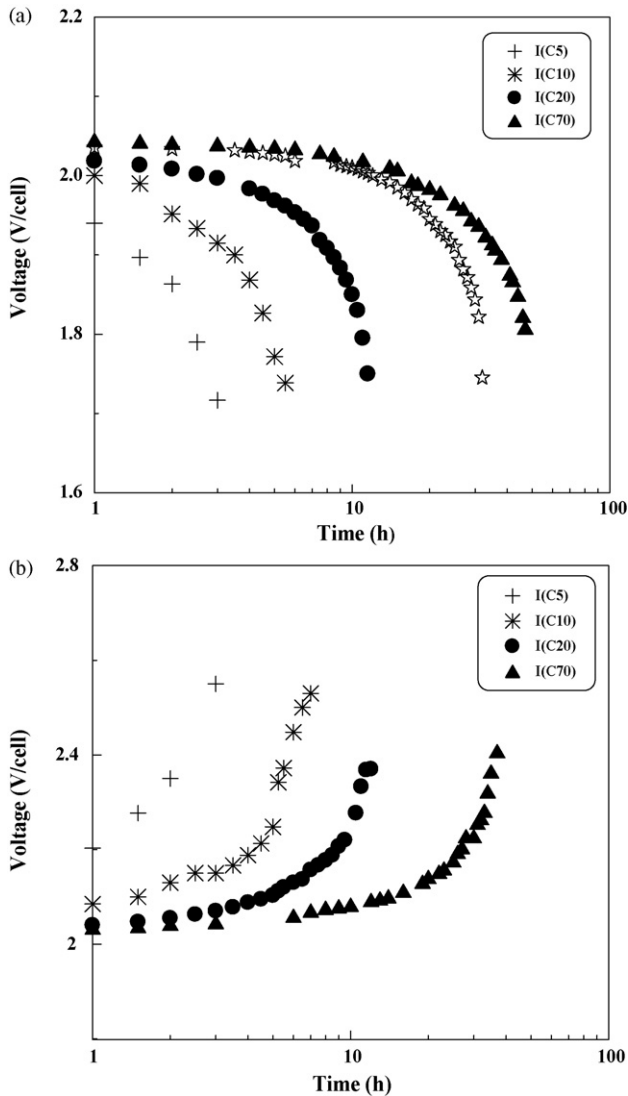 (a)
2.2
2.0
1.8
1.6
Voltage (V/cell)
I(C5)
I(C10)
I(C20)
I(C70)
1
10
100
Time (h)
(b)
2.8
2.4
2
Voltage (V/cell)
I(C5)
I(C10)
I(C20)
I(C70)
1
10
100
Time (h)